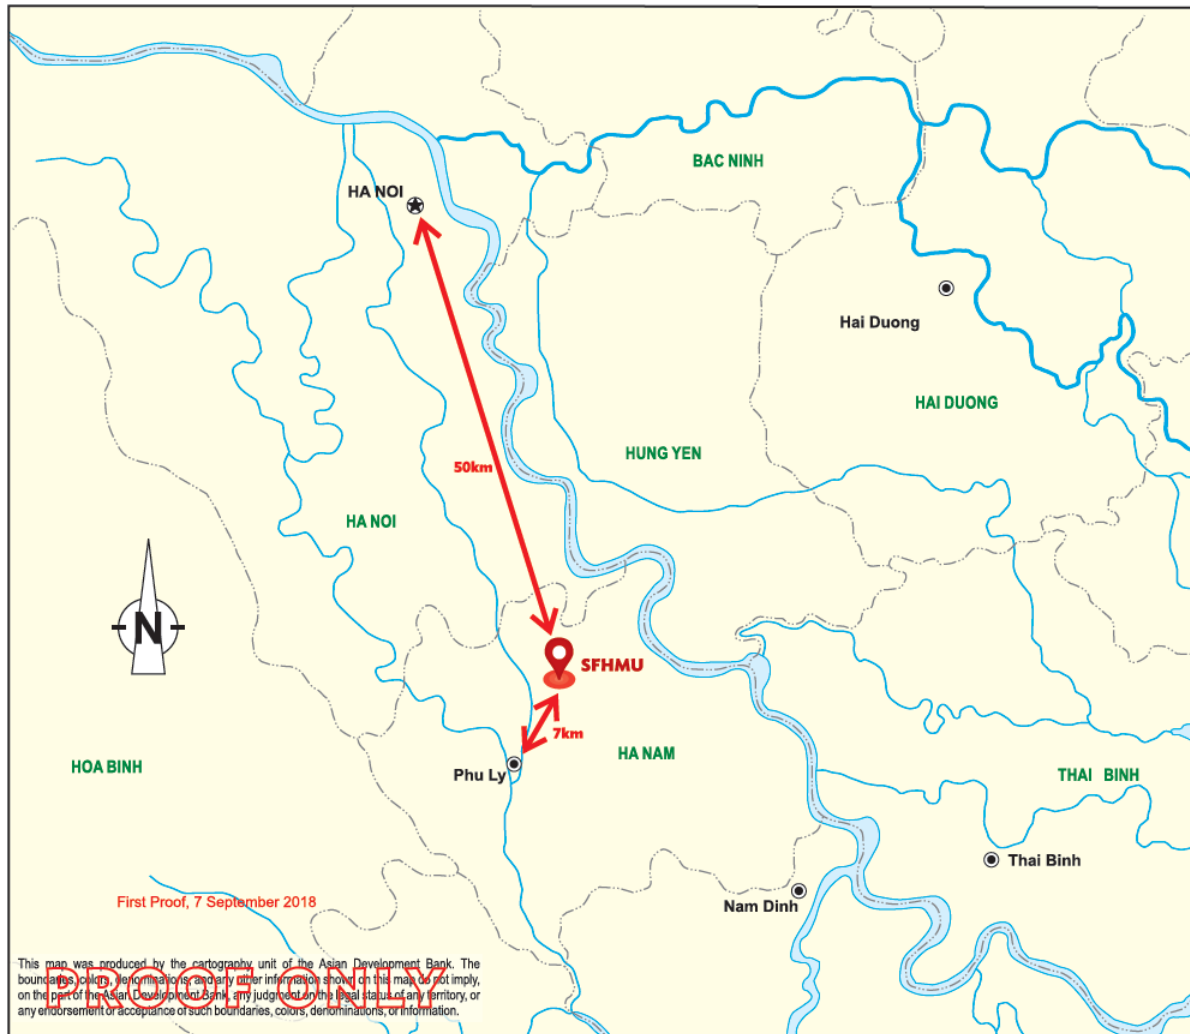 BAC NINH
HA NOI
Hai Duong
HAI DUONG
HUNG YEN
50km
HA NOI
N
SFHMU
7km
HA NAM
HOA BINH
Phu Ly
THAI BINH
Thai Binh
Nam Dinh
First Proof, 7 September 2018
This map was produced by the cartography unit of the Asian Development Bank. The
boundaries, colors, denominations, and any other information shown on this map do not imply,
on the part of the Asian Development Bank, any judgment on the legal status of any territory, or
any endorsement or acceptance of such boundaries, colors, denominations, or information.
PROOF ONLY